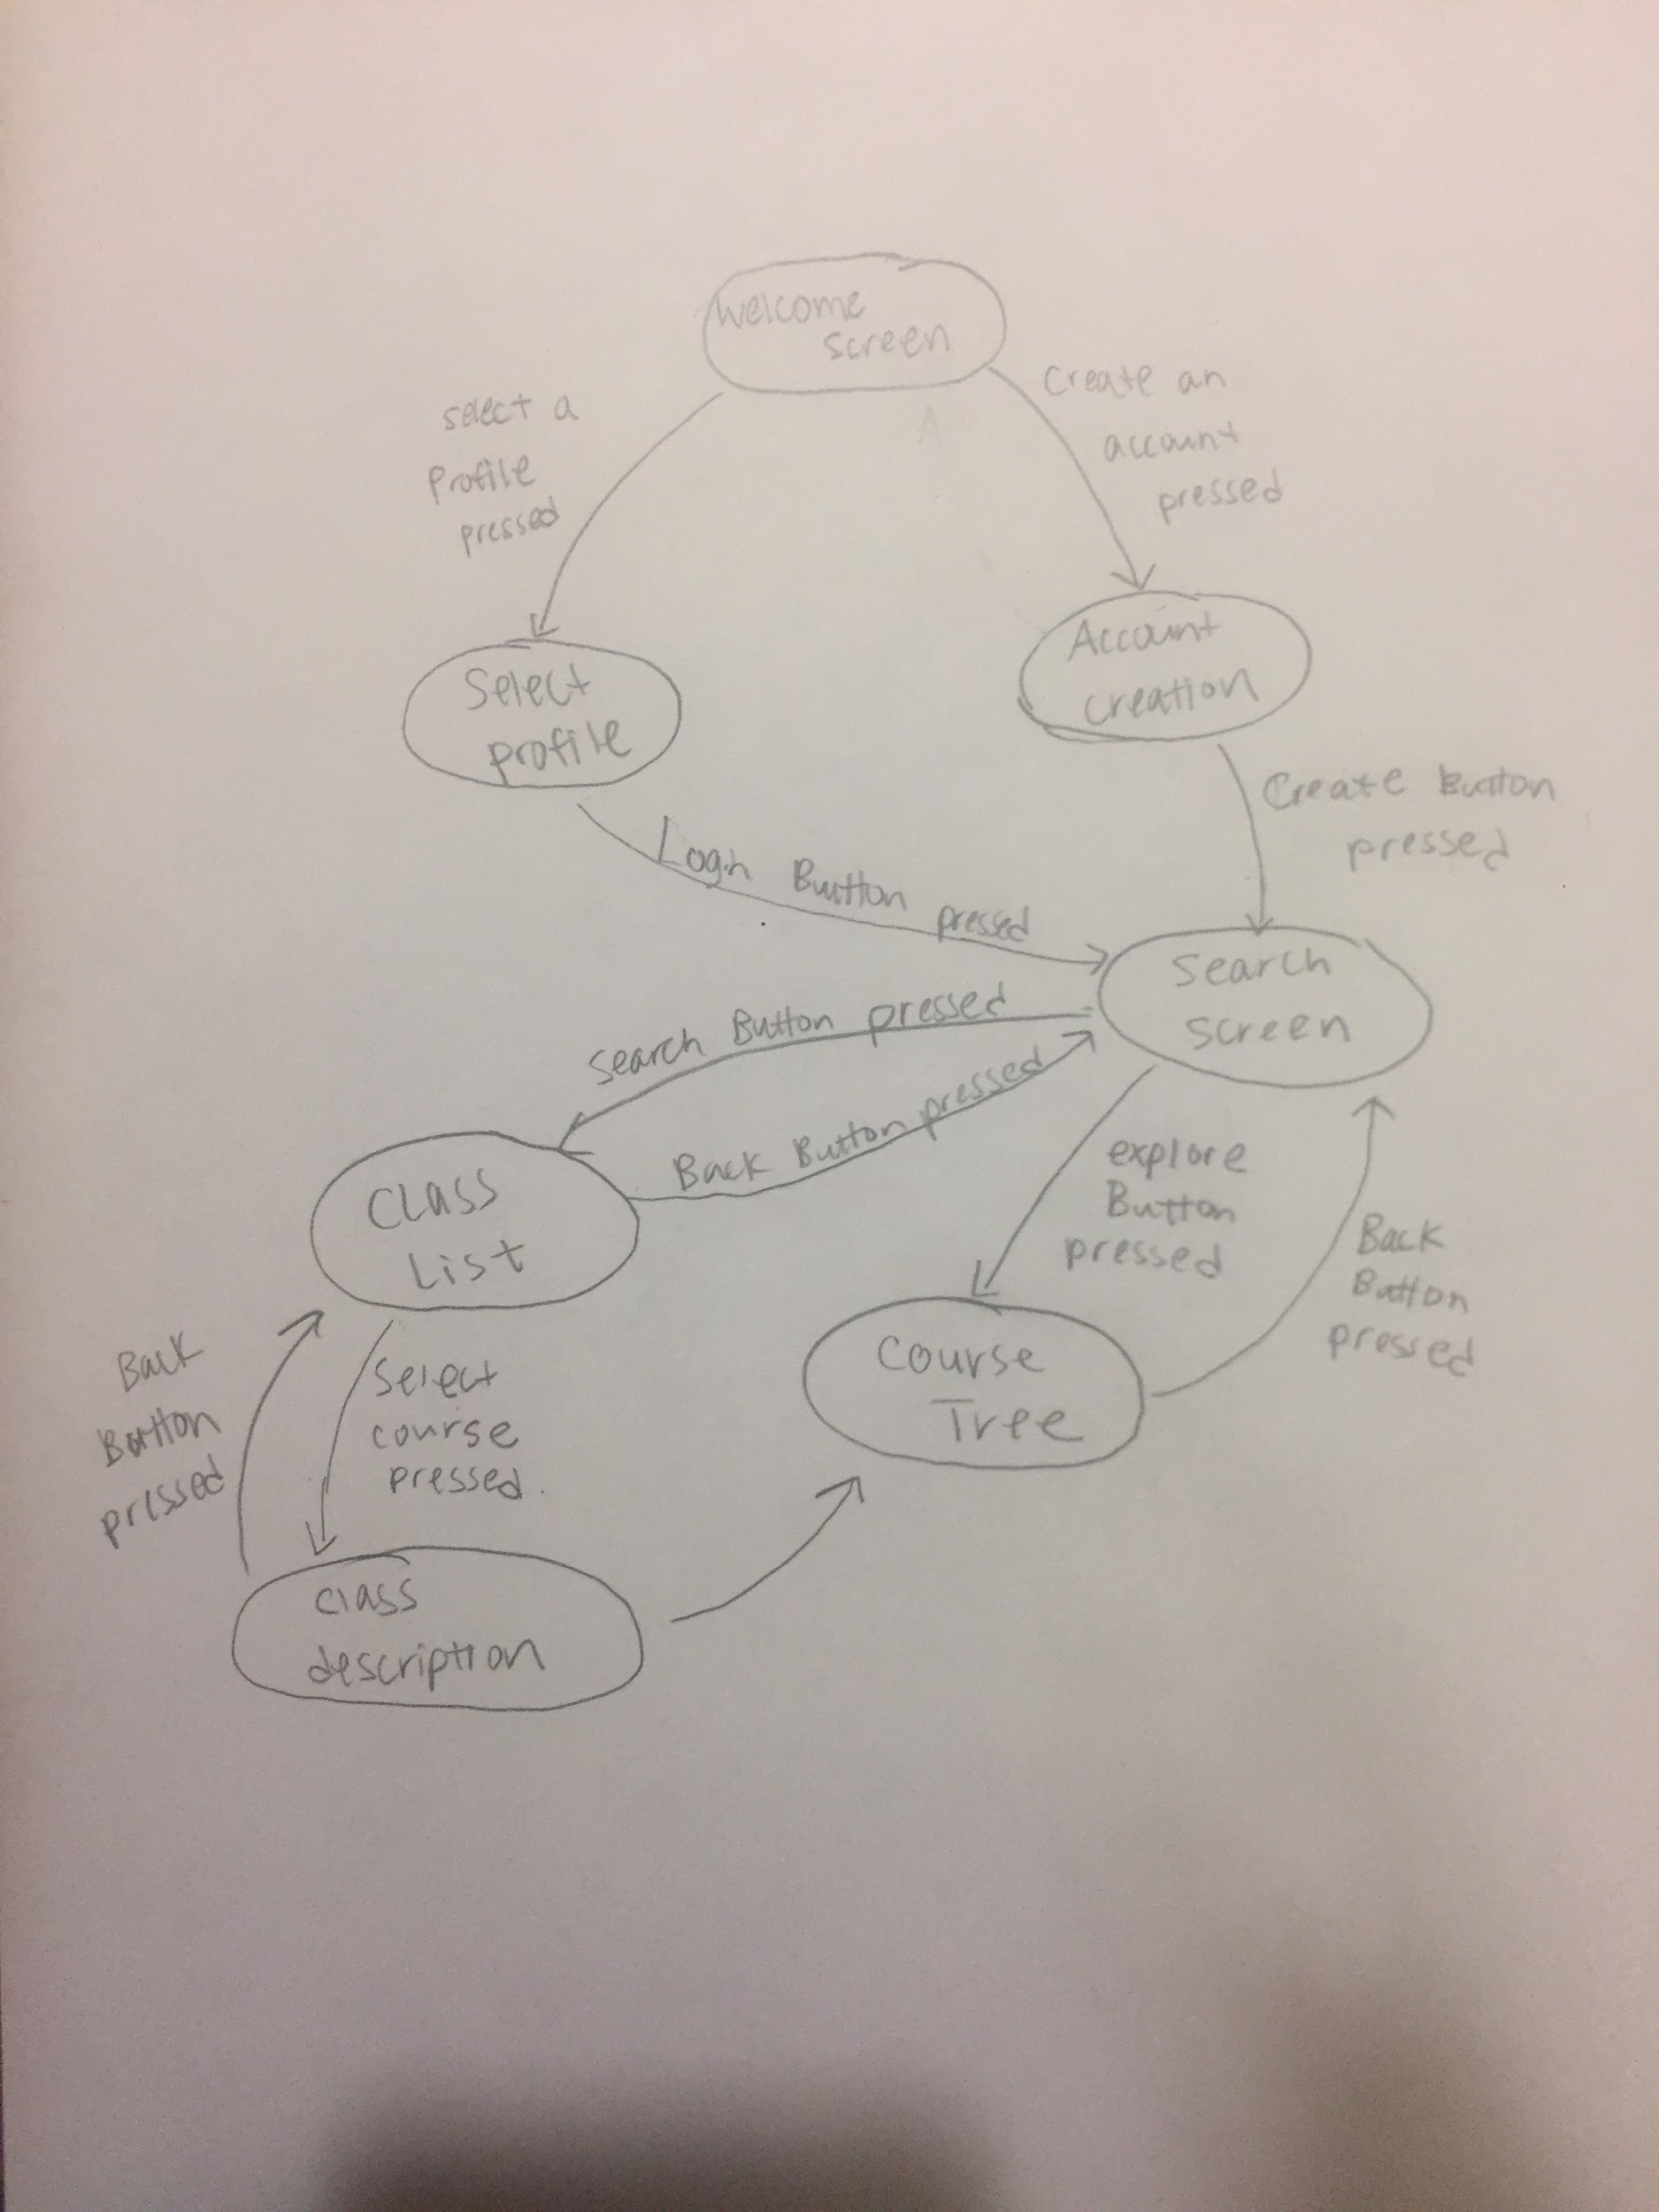 Welcome
screen
select a
Profile
pressed
Create an
account
pressed
Select
profile
Account
creation
Create Button
pressed
Login Button pressed
Search
screen
Search Button pressed
Back Button pressed
explore
Button
pressed
Back
Button
pressed
Class
List
Course
Tree
Back
Button
pressed
Select
course
pressed.
class
description